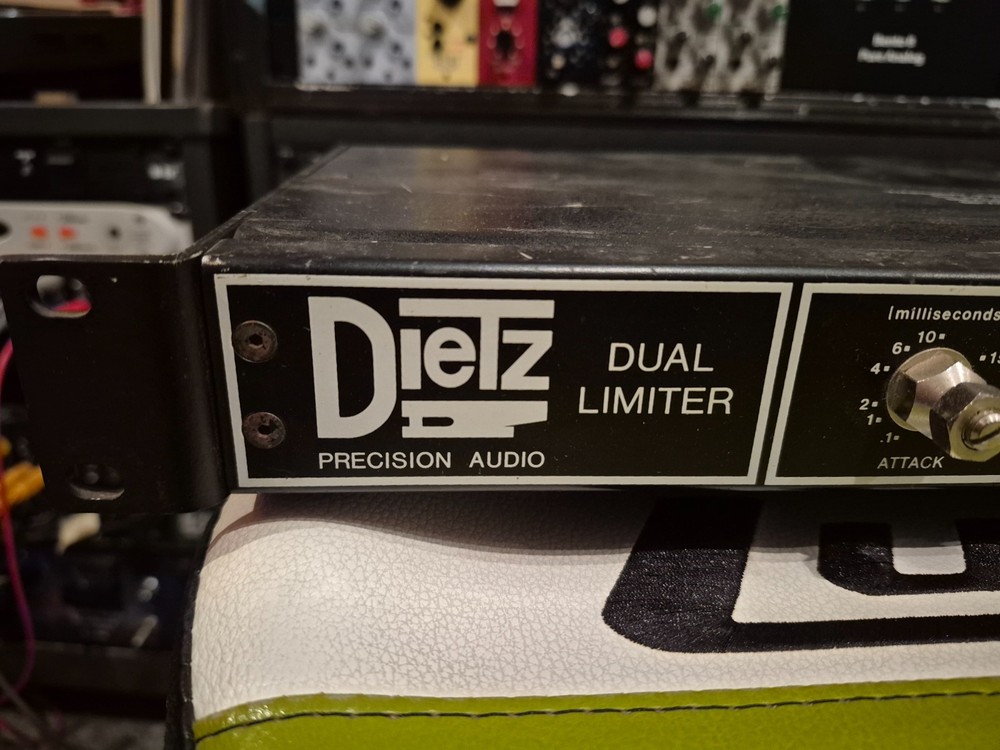 DIeTz
DUAL
LIMITER
PRECISION AUDIO
(milliseconds
10
6
4
2
1
.1
ATTACK